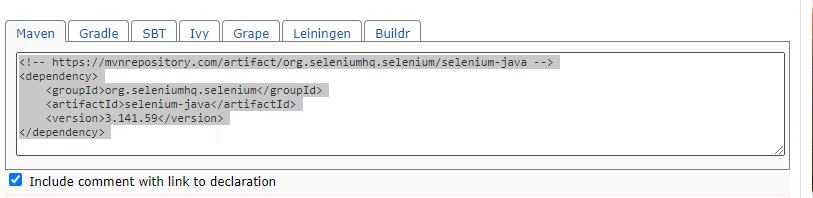 Maven Gradle SBT Ivy Grape Leiningen Buildr
<!-- https://mvnrepository.com/artifact/org.seleniumhq.selenium/selenium-java -->
<dependency>
    <groupId>org.seleniumhq.selenium</groupId>
    <artifactId>selenium-java</artifactId>
    <version>3.141.59</version>
</dependency>
Include comment with link to declaration